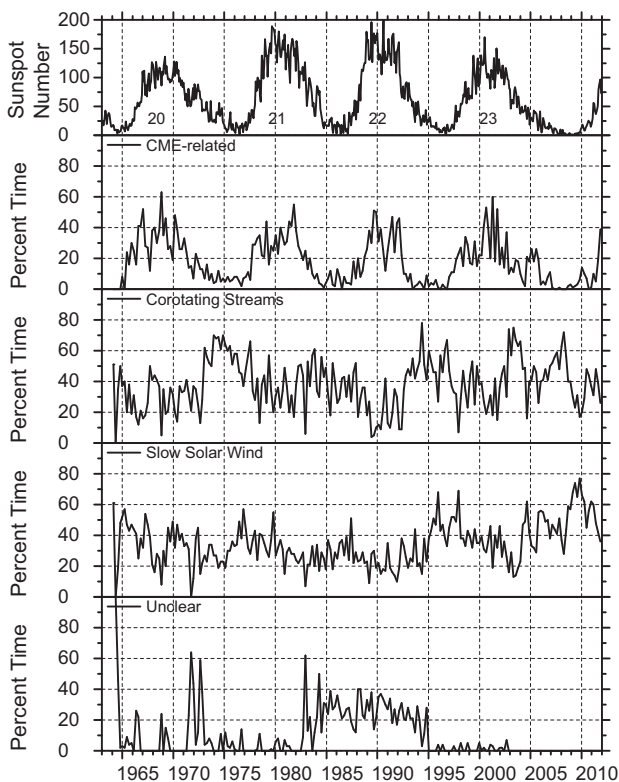 Sunspot
Number
200
150
100
50
0
20
21
22
23
CME-related
Percent Time
80
60
40
20
0
Corotating Streams
Percent Time
80
60
40
20
0
Slow Solar Wind
Percent Time
80
60
40
20
0
Unclear
Percent Time
80
60
40
20
0
1965 1970 1975 1980 1985 1990 1995 2000 2005 2010